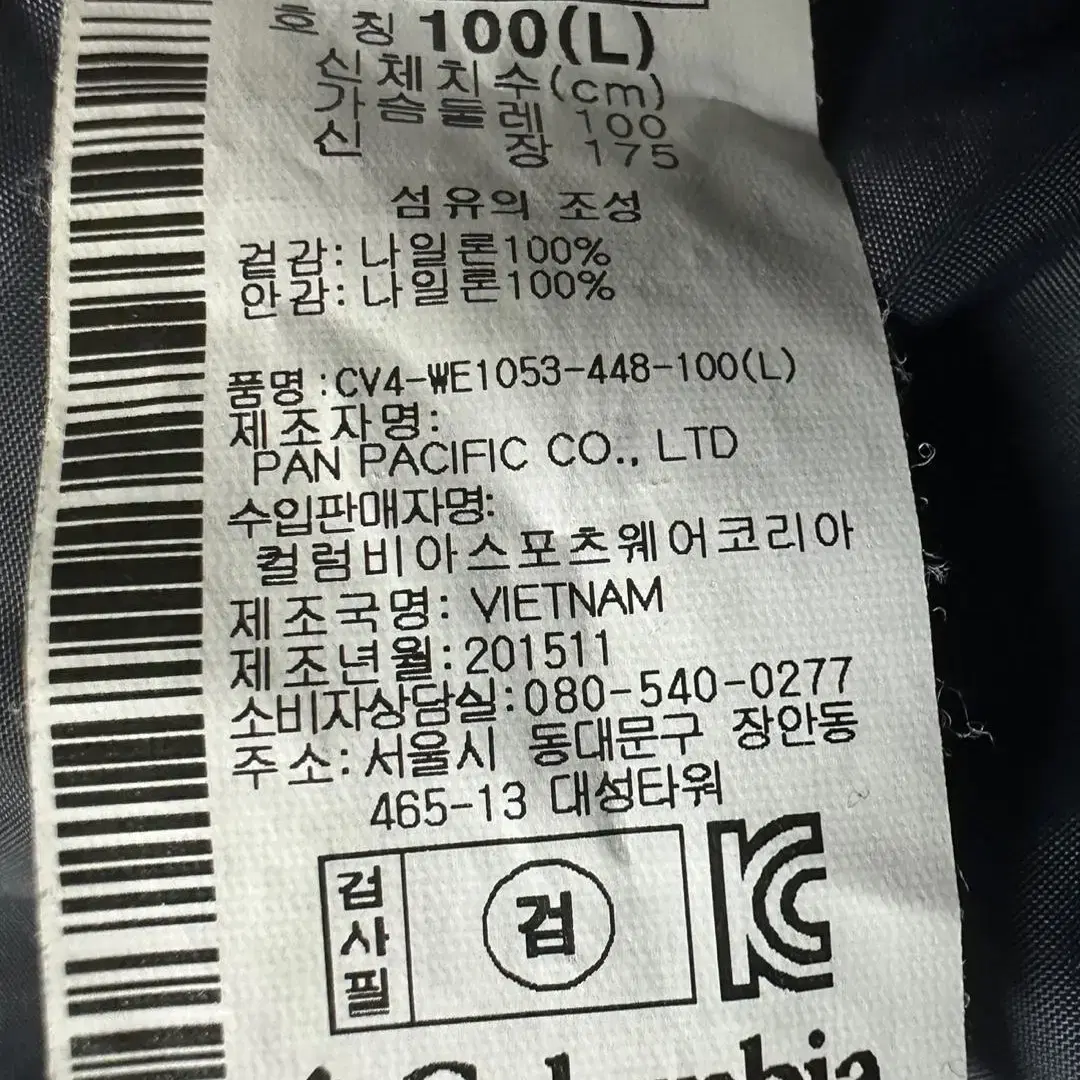 호 칭 100(L)
신체치수(cm)
가슴둘레 100
신 장 175
섬유의 조성
겉감: 나일론100%
안감: 나일론100%
품명 :CV4-WE1053-448-100(L)
제조자명:
PAN PACIFIC CO., LTD
수입판매자명:
컬럼비아스포츠웨어코리아
제조국명: VIETNAM
제조년월:201511
소비자상담실:080-540-0277
주소: 서울시 동대문구 장안동
465-13 대성타워
검사필
검
KC
Columbia